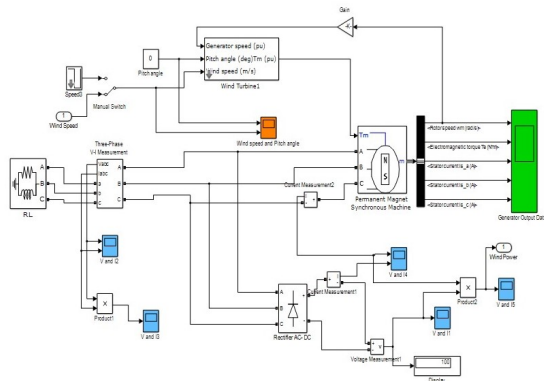 Gain
-K-
Generator speed (pu)
Pitch angle (deg) Tm (pu)
Wind speed (m/s)
Wind Turbine1
0
Pitch angle
Speed3
Manual Switch
1
Wind Speed
Wind speed and Pitch angle
Three-Phase
V-I Measurement
Vabc
Iabc
A
B
C
a
b
c
A
B
C
RL
Tm
A
B
C
N
S
m
Permanent Magnet
Synchronous Machine
<Rotor speed wm (rad/s)>
<Electromagnetic torque Te (N*m)>
<Stator current is_a (A)>
<Stator current is_b (A)>
<Stator current is_c (A)>
Generator Output Dat
Current Measurement2
V and I2
Product1
V and I3
A
B
C
+
-
Rectifier AC-DC
Current Measurement1
V and I4
Product2
1
Wind Power
V and I5
V and I1
Voltage Measurement1
100
Display